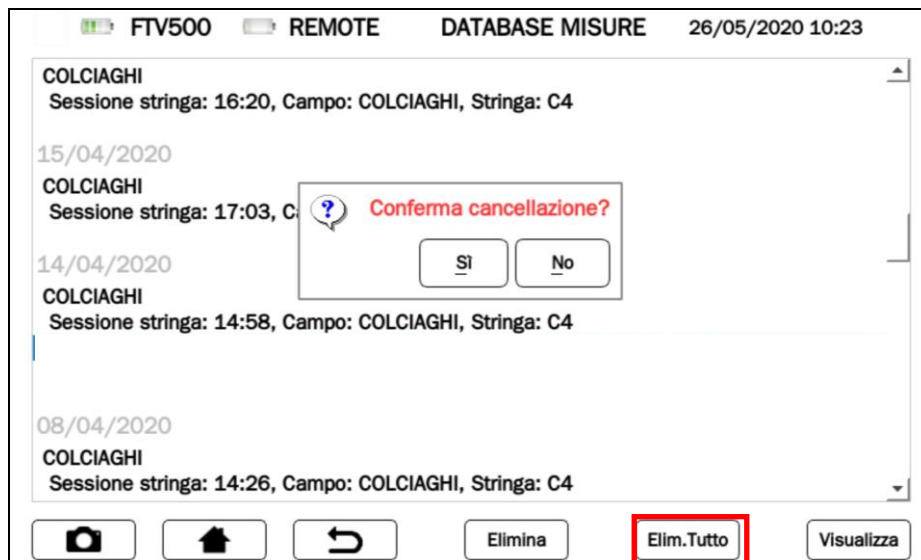 FTV500 REMOTE DATABASE MISURE 26/05/2020 10:23
COLCIAGHI
Sessione stringa: 16:20, Campo: COLCIAGHI, Stringa: C4
15/04/2020
COLCIAGHI
Sessione stringa: 17:03,
Conferma cancellazione?
Sì No
14/04/2020
COLCIAGHI
Sessione stringa: 14:58, Campo: COLCIAGHI, Stringa: C4
08/04/2020
COLCIAGHI
Sessione stringa: 14:26, Campo: COLCIAGHI, Stringa: C4
Elimina Elim.Tutto Visualizza